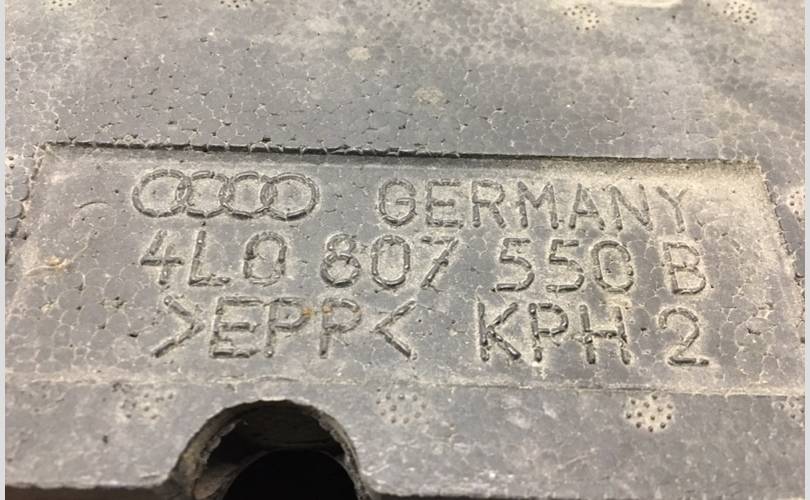 GERMANY
4L0 807 550 B
>EPP< KPH 2